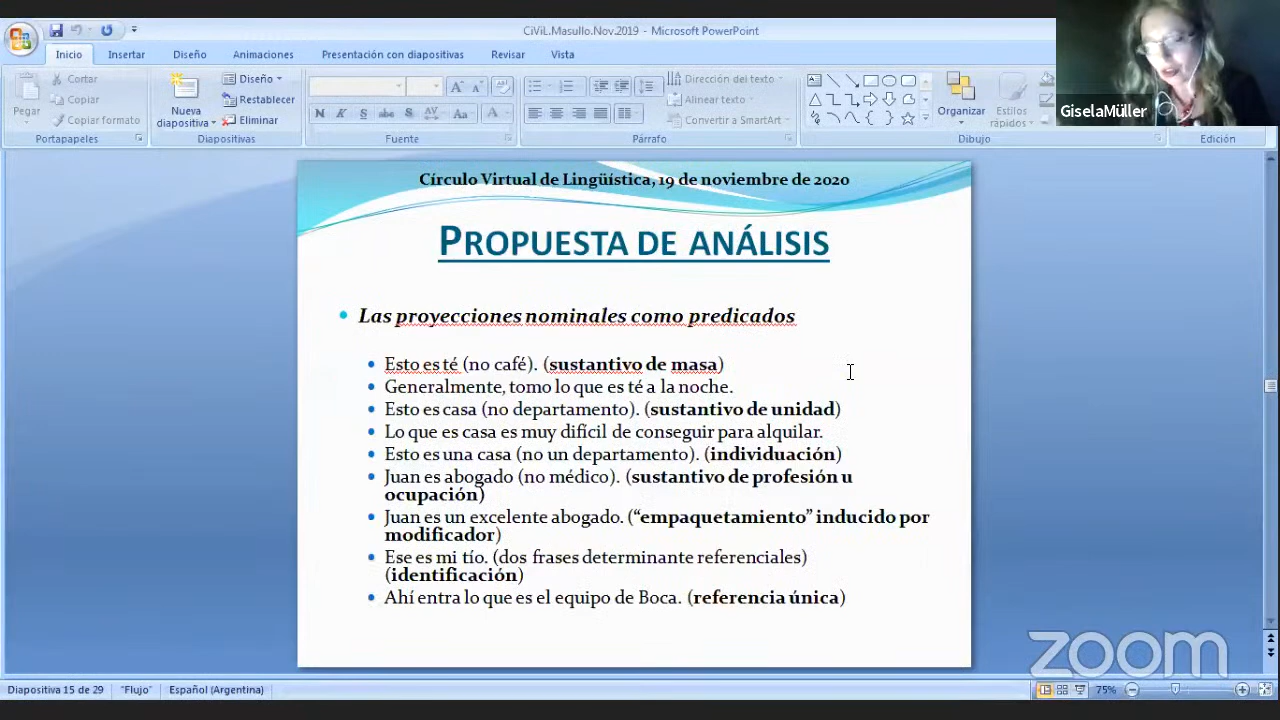 CiViL.Masullo.Nov.2019 - Microsoft PowerPoint
Inicio Insertar Diseño Animaciones Presentación con diapositivas Revisar Vista
Pegar
Cortar
Copiar
Copiar formato
Portapapeles
Nueva
diapositiva
Diseño
Restablecer
Eliminar
Diapositivas
N K S abc S AV Aa A
Fuente
Dirección del texto
Alinear texto
Convertir a SmartArt
Párrafo
Organizar
Estilos
rápidos
Dibujo
Edición
GiselaMüller
Círculo Virtual de Lingüística, 19 de noviembre de 2020
PROPUESTA DE ANÁLISIS
• Las proyecciones nominales como predicados
• Esto es té (no café). (sustantivo de masa)
• Generalmente, tomo lo que es té a la noche.
• Esto es casa (no departamento). (sustantivo de unidad)
• Lo que es casa es muy difícil de conseguir para alquilar.
• Esto es una casa (no un departamento). (individuación)
• Juan es abogado (no médico). (sustantivo de profesión u
ocupación)
• Juan es un excelente abogado. (“empaquetamiento” inducido por
modificador)
• Ese es mi tío. (dos frases determinante referenciales)
(identificación)
• Ahí entra lo que es el equipo de Boca. (referencia única)
zoom
Diapositiva 15 de 29 "Flujo" Español (Argentina) 75%